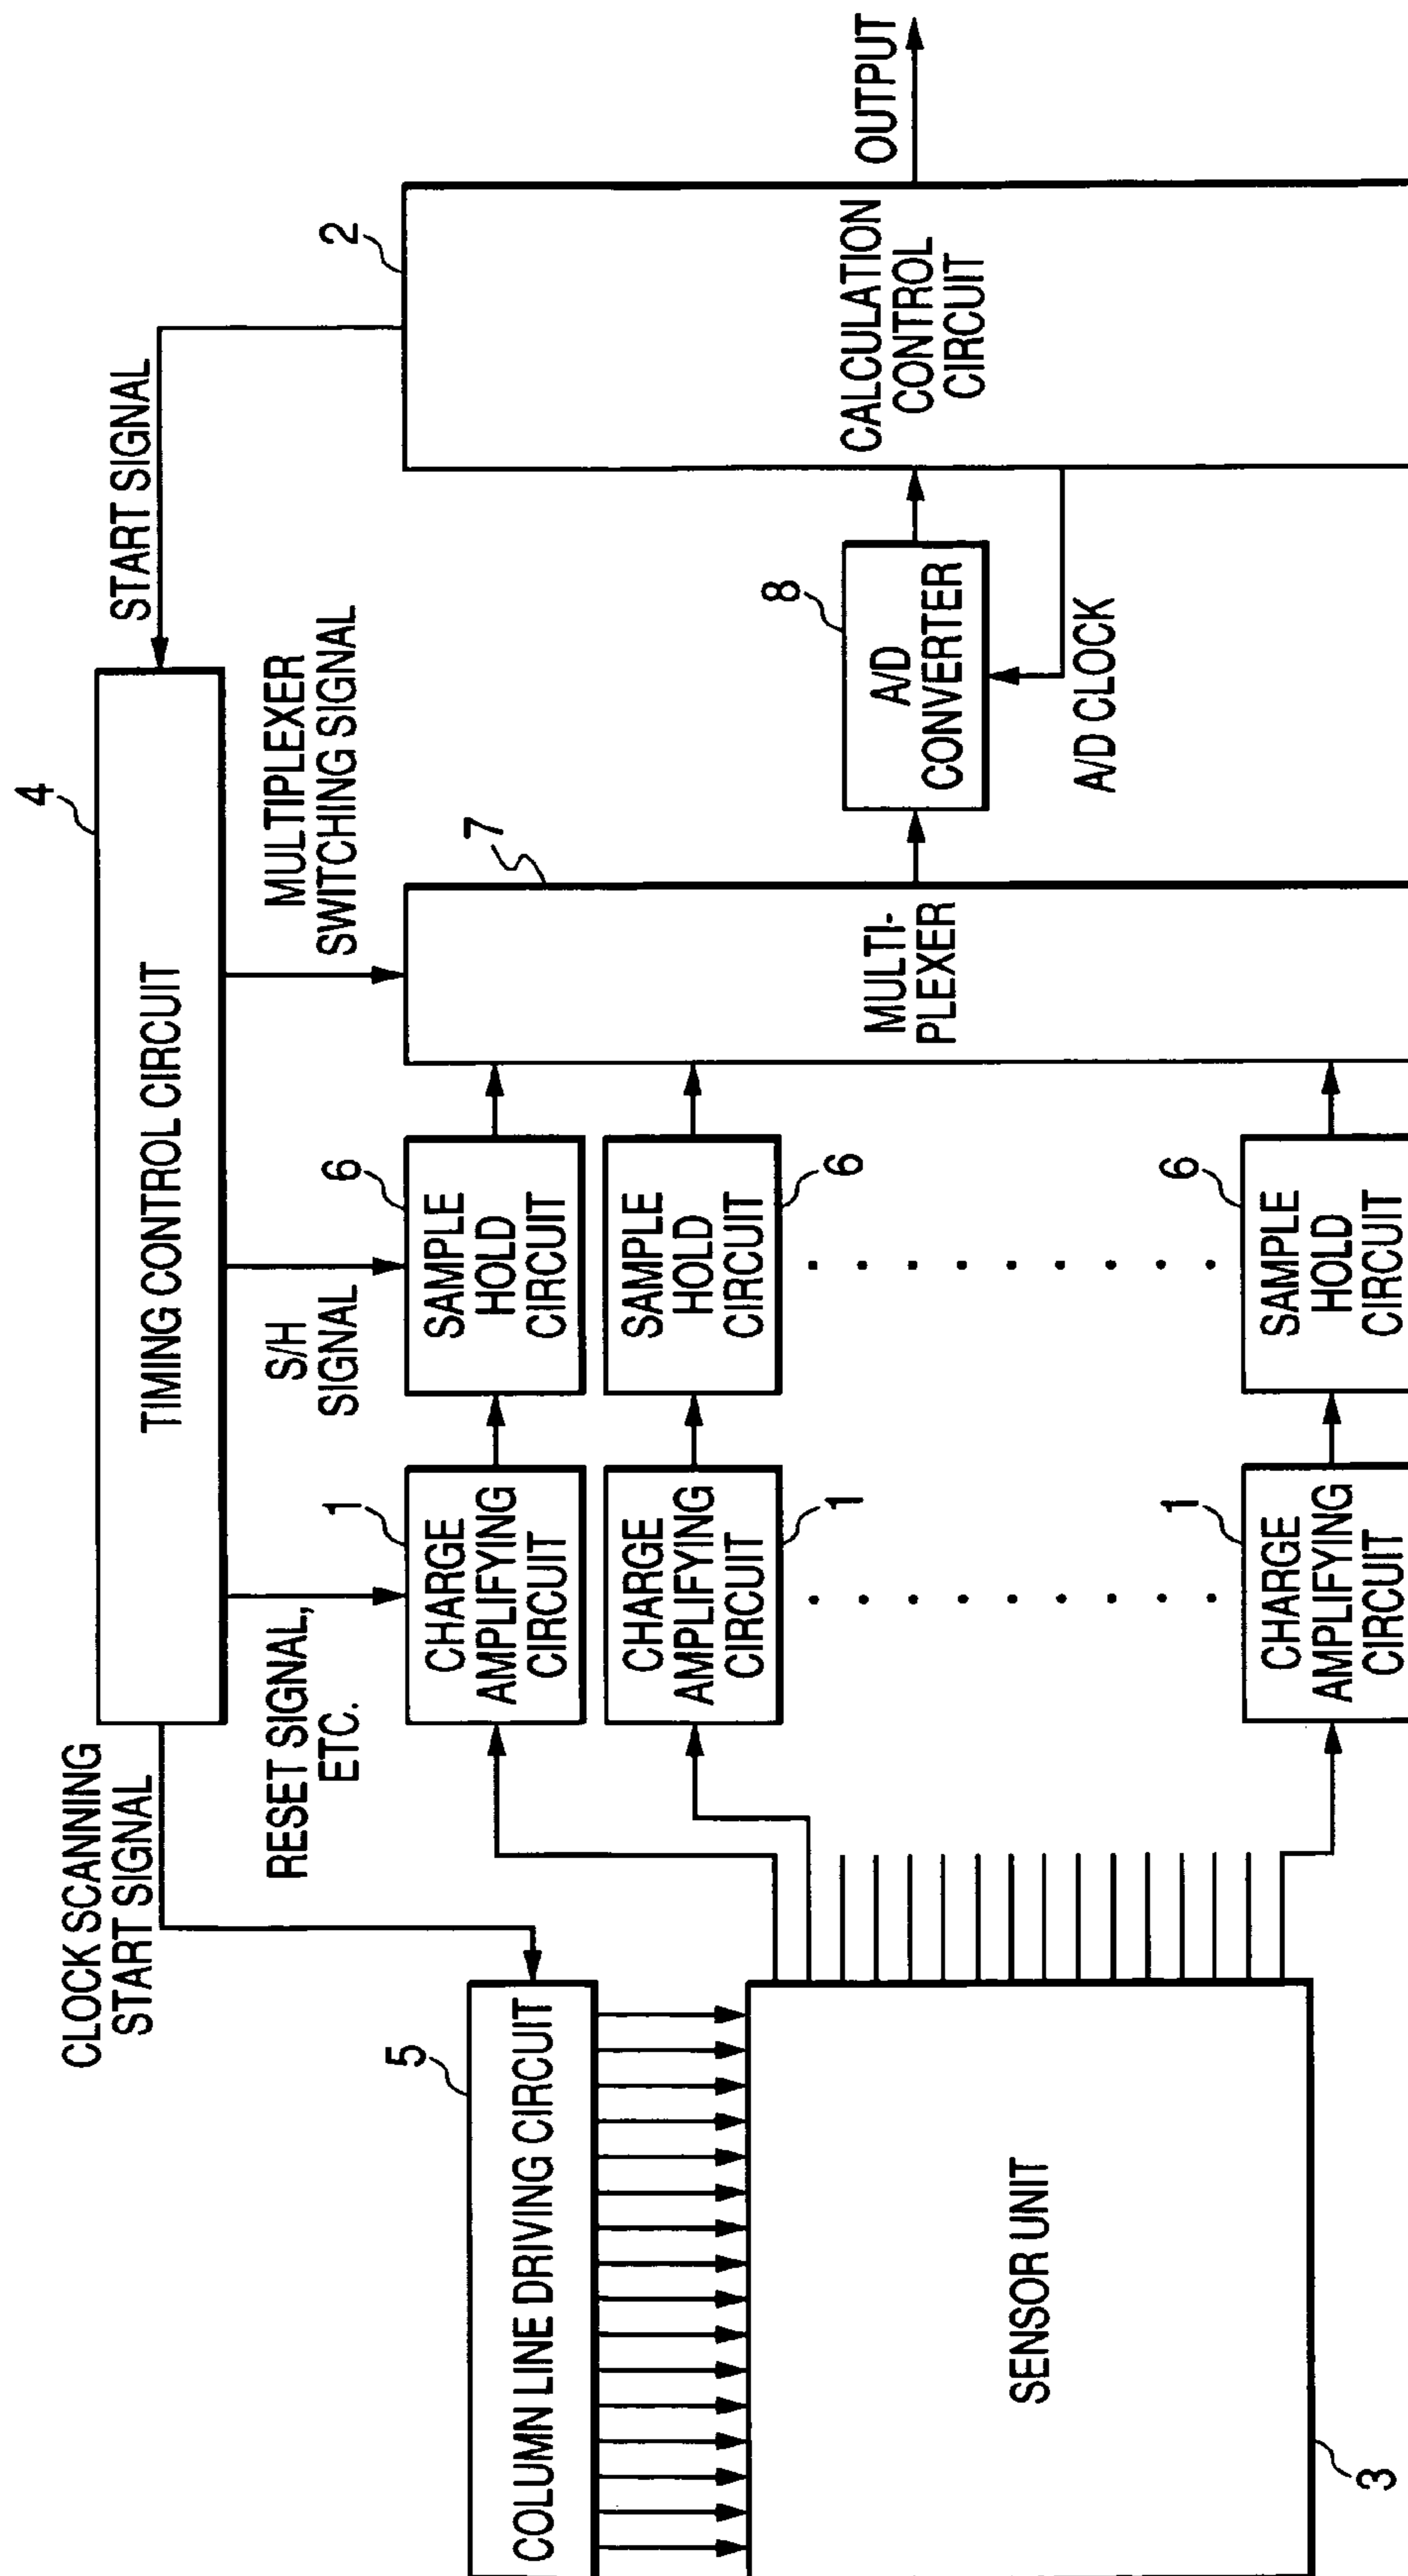 CLOCK SCANNING
START SIGNAL
4
TIMING CONTROL CIRCUIT
START SIGNAL
RESET SIGNAL,
ETC.
S/H
SIGNAL
MULTIPLEXER
SWITCHING SIGNAL
5
COLUMN LINE DRIVING CIRCUIT
1
CHARGE
AMPLIFYING
CIRCUIT
6
SAMPLE
HOLD
CIRCUIT
7
MULTI-
PLEXER
2
CALCULATION
CONTROL
CIRCUIT
OUTPUT
CHARGE
AMPLIFYING
CIRCUIT
1
SAMPLE
HOLD
CIRCUIT
6
8
A/D
CONVERTER
A/D CLOCK
SENSOR UNIT
3
1
CHARGE
AMPLIFYING
CIRCUIT
6
SAMPLE
HOLD
CIRCUIT